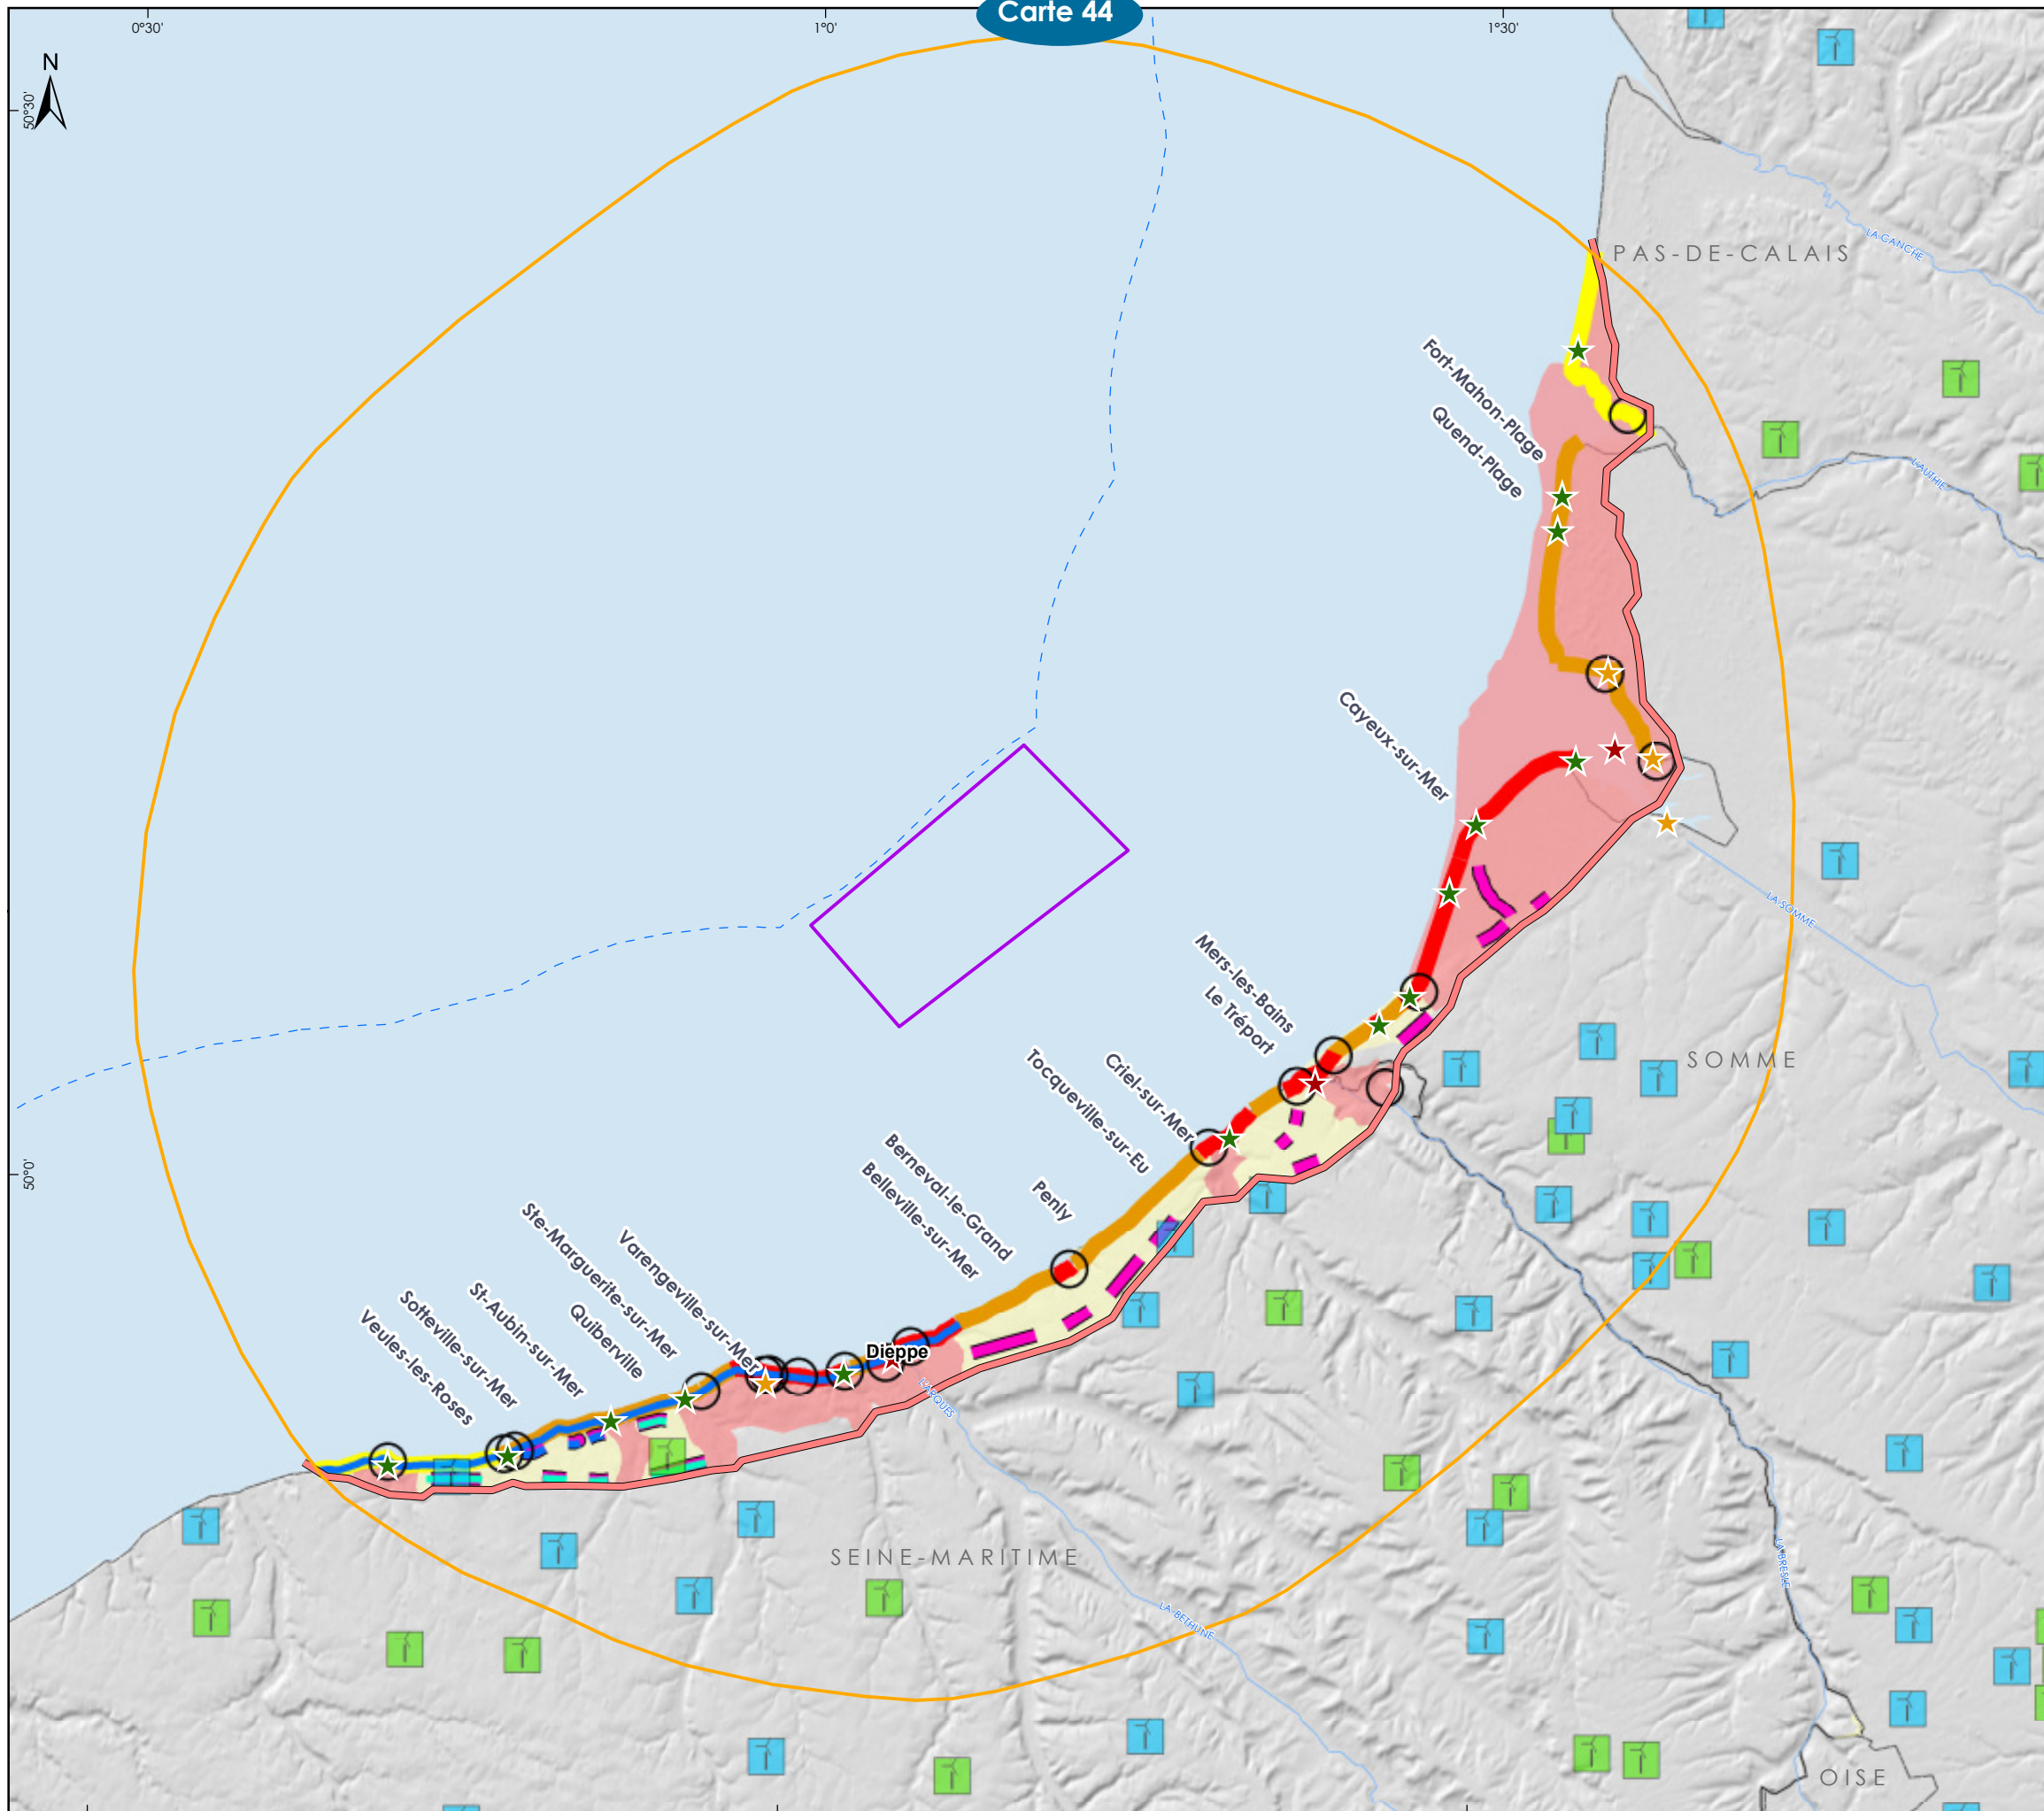 Carte 44
0°30'
1°0'
1°30'
N
50°30'
PAS-DE-CALAIS
LA CANCHE
Fort-Mahon-Plage
Quend-Plage
L'AUTHIE
Cayeux-sur-Mer
LA SOMME
Mers-les-Bains
Le Tréport
SOMME
Criel-sur-Mer
Tocqueville-sur-Eu
50°0'
Penly
Berneval-le-Grand
Belleville-sur-Mer
Varengeville-sur-Mer
Ste-Marguerite-sur-Mer
Quiberville
St-Aubin-sur-Mer
Sotteville-sur-Mer
Veules-les-Roses
Dieppe
L'ARQUES
SEINE-MARITIME
LA BRESLE
LA BETHUNE
OISE